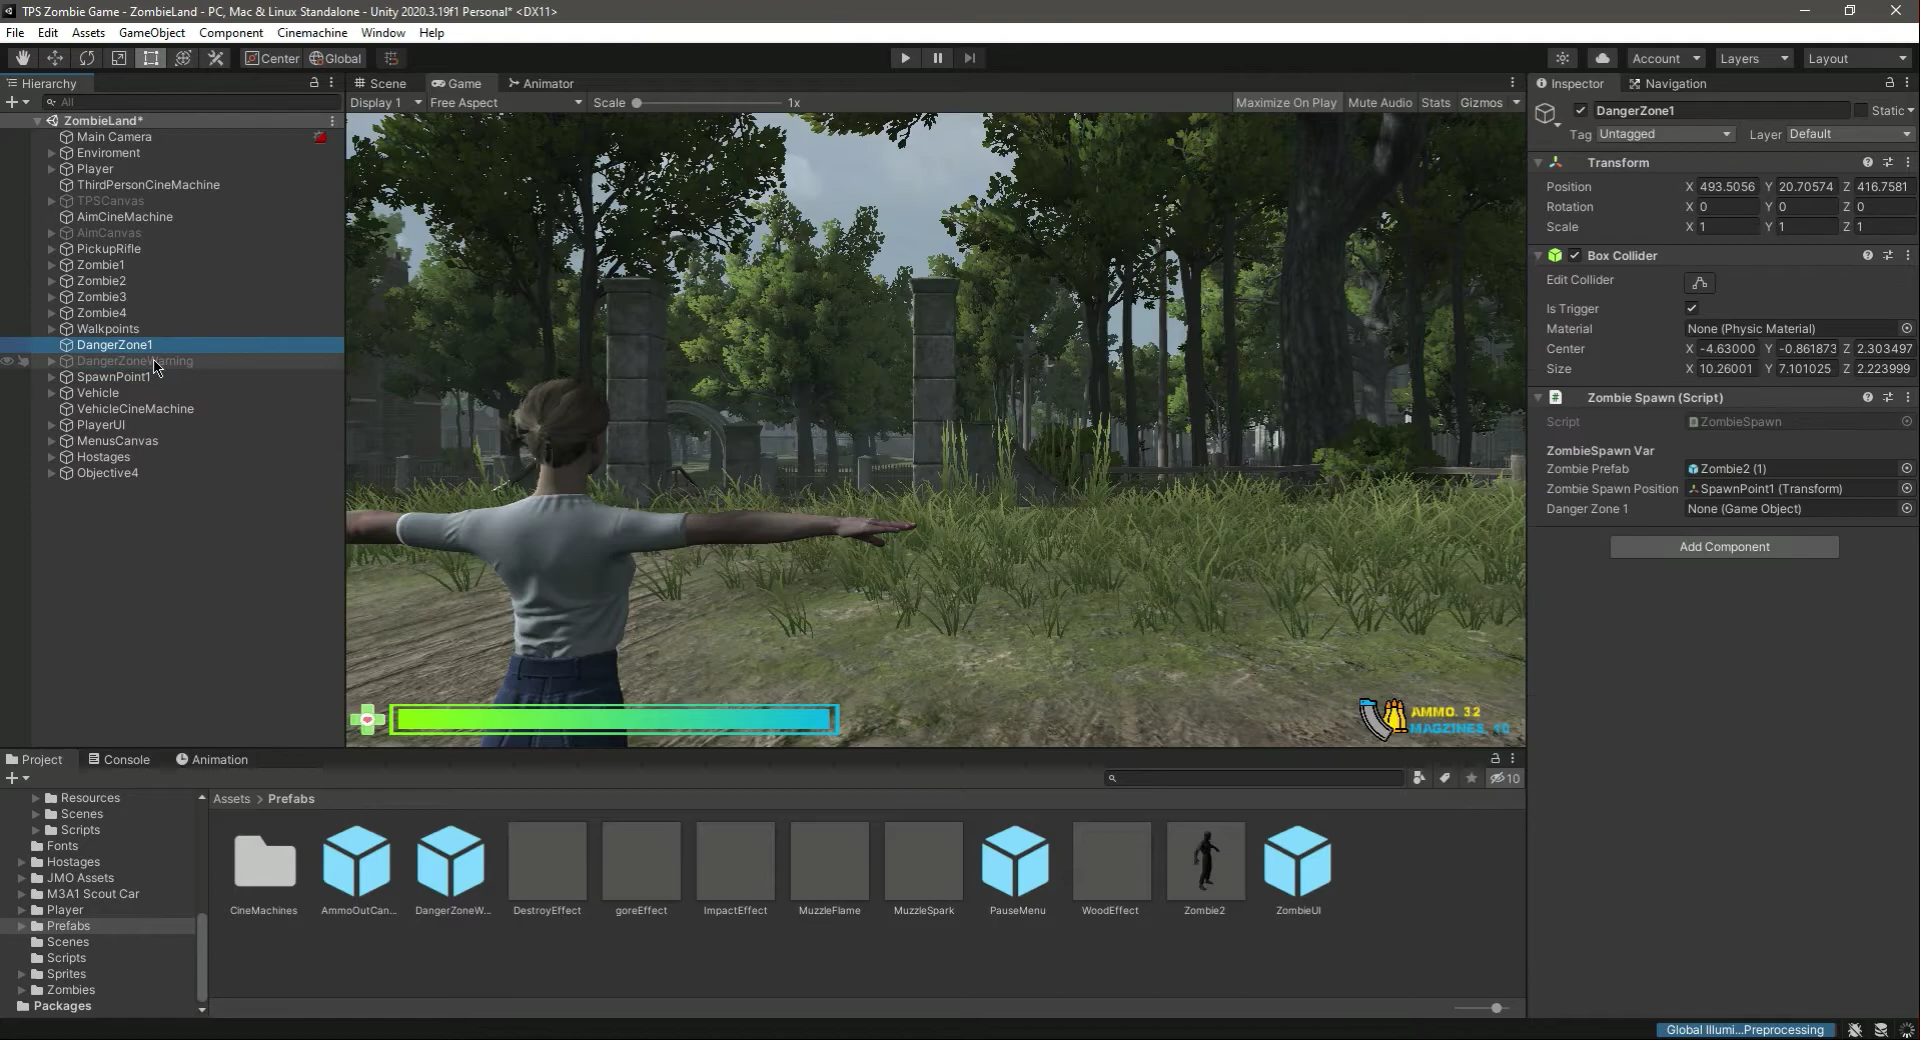 TPS Zombie Game - ZombieLand - PC, Mac & Linux Standalone - Unity 2020.3.19f1 Personal* <DX11>
File Edit Assets GameObject Component Cinemachine Window Help
Center Global Account Layers Layout
Hierarchy
All
ZombieLand*
Main Camera
Enviroment
Player
ThirdPersonCineMachine
TPSCanvas
AimCineMachine
AimCanvas
PickupRifle
Zombie1
Zombie2
Zombie3
Zombie4
Walkpoints
DangerZone1
DangerZoneWarning
SpawnPoint1
Vehicle
VehicleCineMachine
PlayerUI
MenusCanvas
Hostages
Objective4
Scene Game Animator
Display 1 Free Aspect Scale 1x Maximize On Play Mute Audio Stats Gizmos
AMMO. 32
MAGZINES. 10
Inspector Navigation
DangerZone1 Static
Tag Untagged Layer Default
Transform
Position X 493.5056 Y 20.70574 Z 416.7581
Rotation X 0 Y 0 Z 0
Scale X 1 Y 1 Z 1
Box Collider
Edit Collider
Is Trigger
Material None (Physic Material)
Center X -4.63000 Y -0.861873 Z 2.303497
Size X 10.26001 Y 7.101025 Z 2.223999
# Zombie Spawn (Script)
Script ZombieSpawn
ZombieSpawn Var
Zombie Prefab Zombie2 (1)
Zombie Spawn Position SpawnPoint1 (Transform)
Danger Zone 1 None (Game Object)
Add Component
Project Console Animation
10
Resources
Scenes
Scripts
Fonts
Hostages
JMO Assets
M3A1 Scout Car
Player
Prefabs
Scenes
Scripts
Sprites
Zombies
Packages
Assets > Prefabs
CineMachines AmmoOutCan... DangerZoneW... DestroyEffect goreEffect ImpactEffect MuzzleFlame MuzzleSpark PauseMenu WoodEffect Zombie2 ZombieUI
Global Illumi...Preprocessing